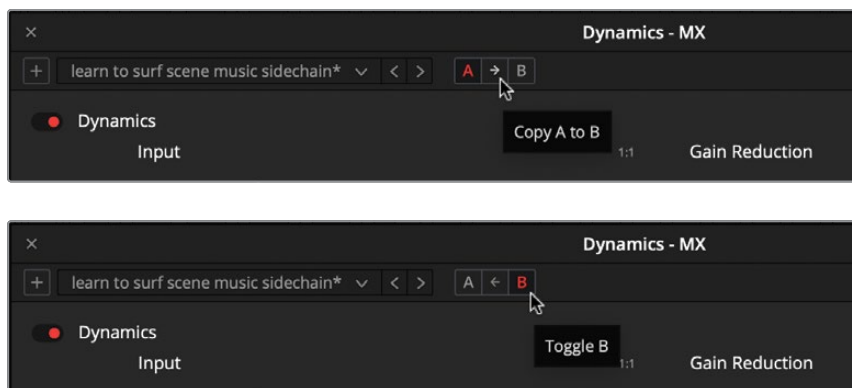 × Dynamics - MX
+ learn to surf scene music sidechain* < > A → B
Dynamics
Copy A to B
Input 1:1 Gain Reduction
× Dynamics - MX
+ learn to surf scene music sidechain* < > A ← B
Dynamics
Toggle B
Input 1:1 Gain Reduction